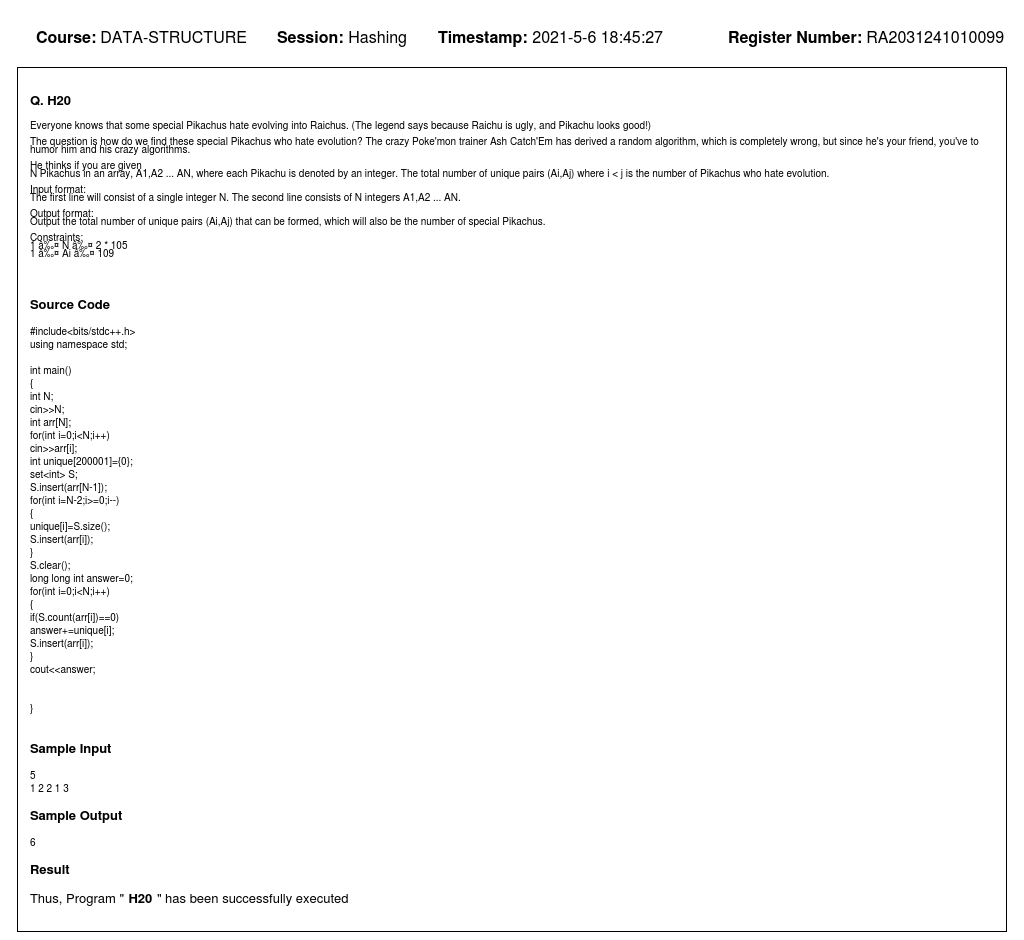 Course: DATA-STRUCTURE Session: Hashing Timestamp: 2021-5-6 18:45:27 Register Number: RA2031241010099
Q. H20
Everyone knows that some special Pikachus hate evolving into Raichus. (The legend says because Raichu is ugly, and Pikachu looks good!)
The question is how do we find these special Pikachus who hate evolution? The crazy Poke'mon trainer Ash Catch'Em has derived a random algorithm, which is completely wrong, but since he's your friend, you've to
humor him and his crazy algorithms.
He thinks if you are given
N Pikachus in an array, A1,A2 ... AN, where each Pikachu is denoted by an integer. The total number of unique pairs (Ai,Aj) where i < j is the number of Pikachus who hate evolution.
Input format:
The first line will consist of a single integer N. The second line consists of N integers A1,A2 ... AN.
Output format:
Output the total number of unique pairs (Ai,Aj) that can be formed, which will also be the number of special Pikachus.
Constraints:
1 â‰¤ N â‰¤ 2 * 105
1 â‰¤ Ai â‰¤ 109
Source Code
#include<bits/stdc++.h>
using namespace std;
int main()
{
int N;
cin>>N;
int arr[N];
for(int i=0;i<N;i++)
cin>>arr[i];
int unique[200001]={0};
set<int> S;
S.insert(arr[N-1]);
for(int i=N-2;i>=0;i--)
{
unique[i]=S.size();
S.insert(arr[i]);
}
S.clear();
long long int answer=0;
for(int i=0;i<N;i++)
{
if(S.count(arr[i])==0)
answer+=unique[i];
S.insert(arr[i]);
}
cout<<answer;
}
Sample Input
5
1 2 2 1 3
Sample Output
6
Result
Thus, Program " H20 " has been successfully executed